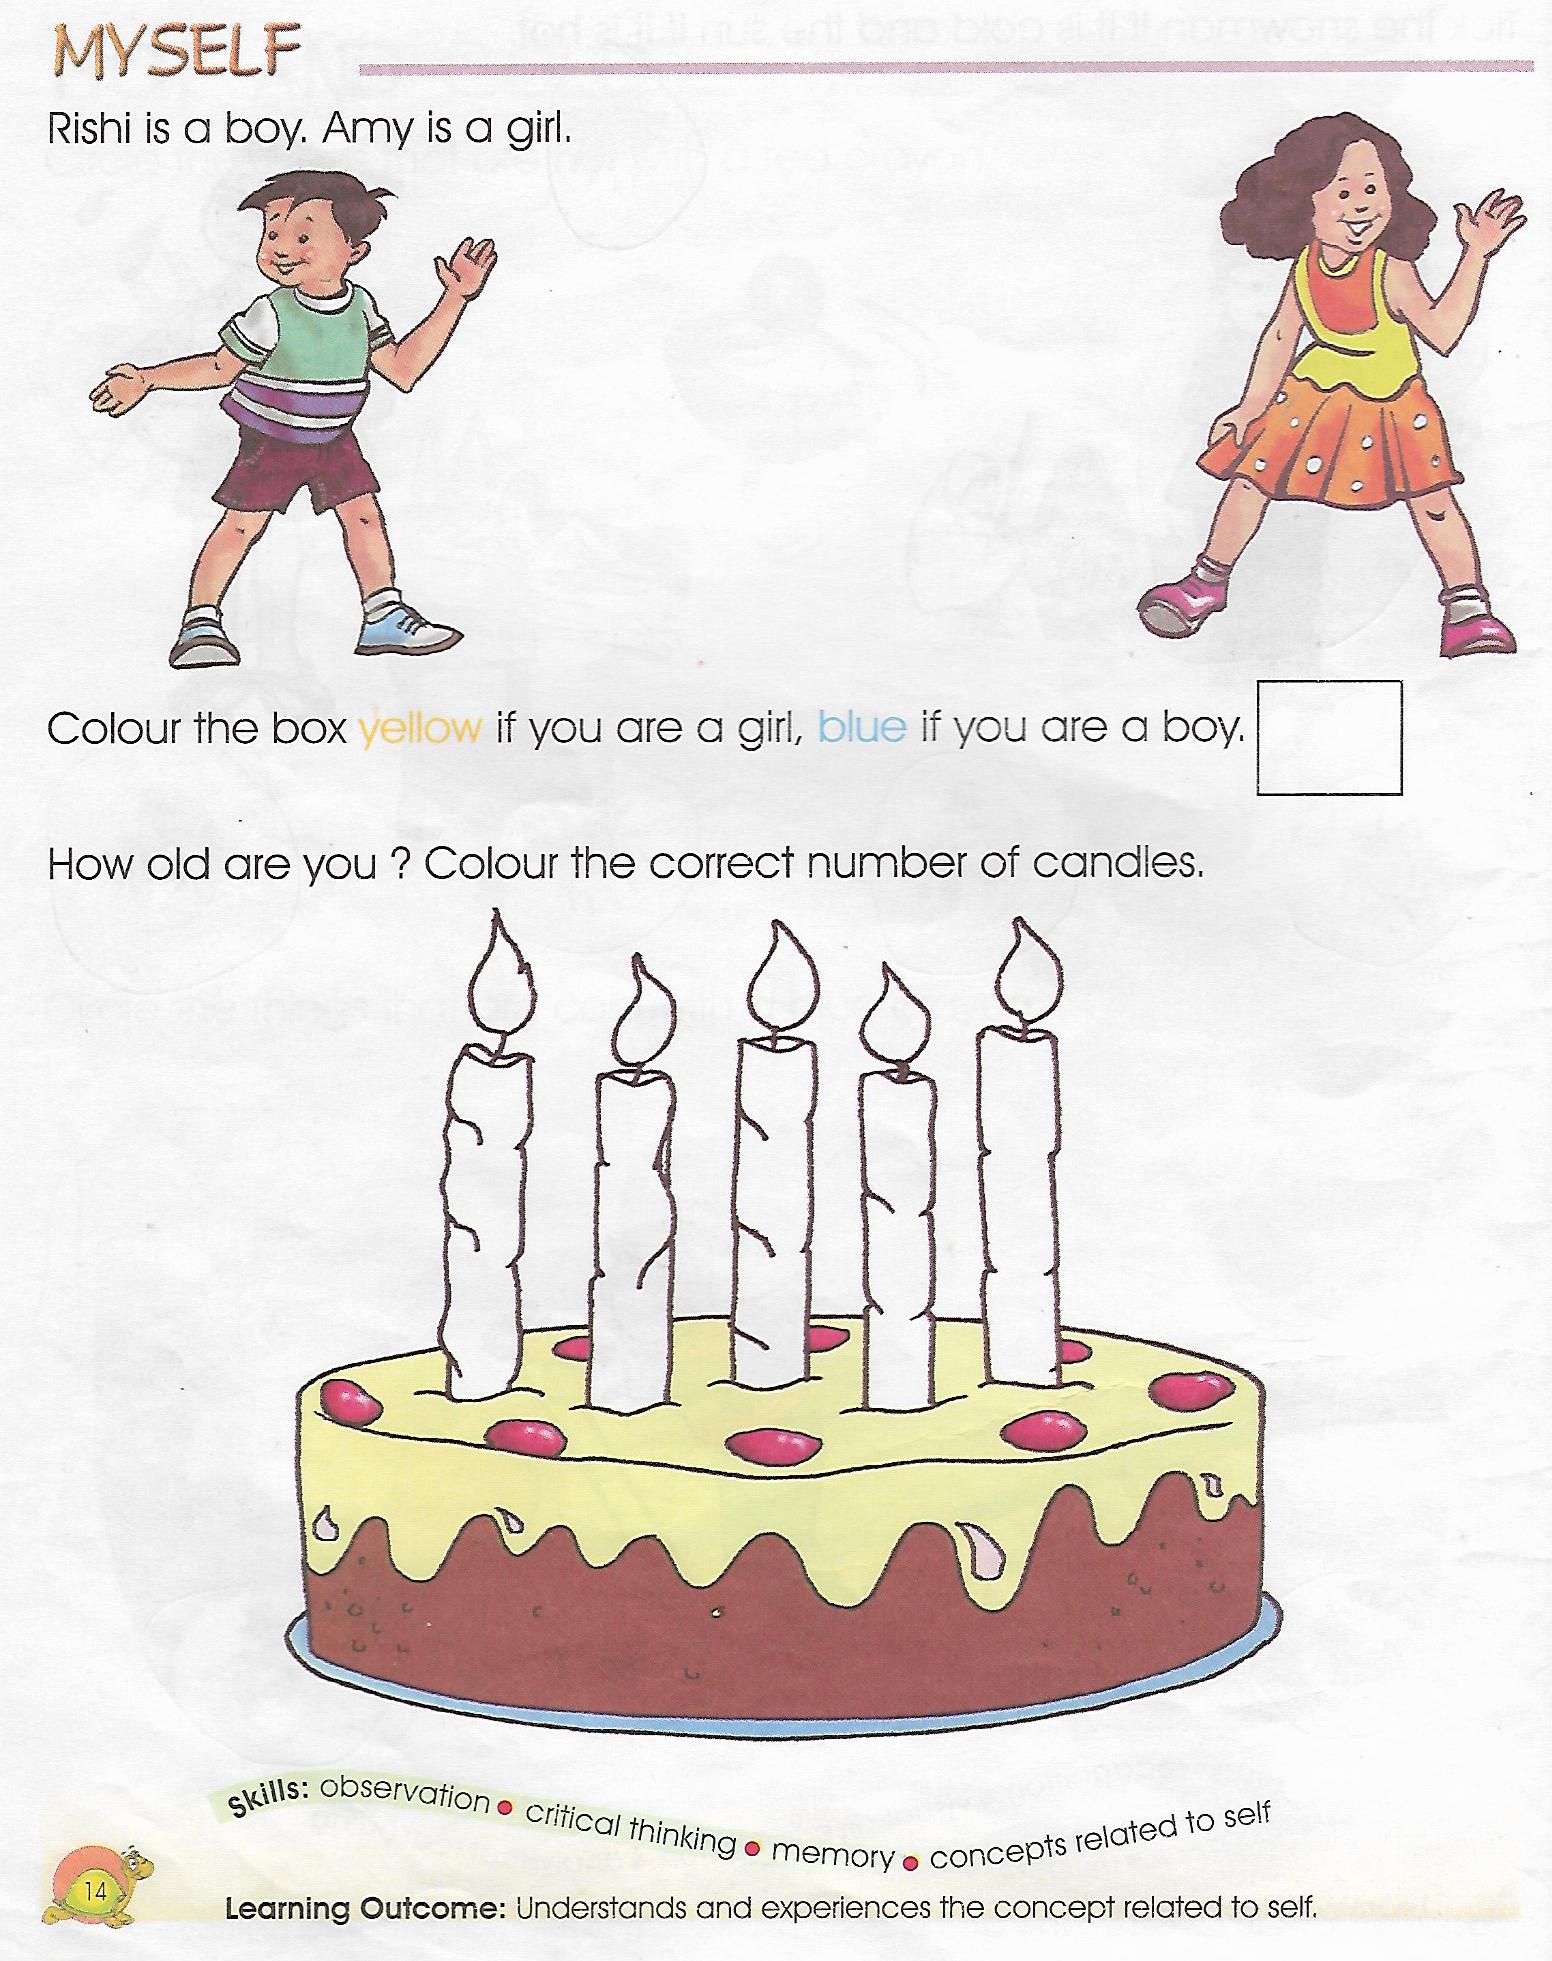 MYSELF
Rishi is a boy. Amy is a girl.
Colour the box yellow if you are a girl, blue if you are a boy.
How old are you ? Colour the correct number of candles.
Skills: observation • critical thinking • memory • concepts related to self
14
Learning Outcome: Understands and experiences the concept related to self.